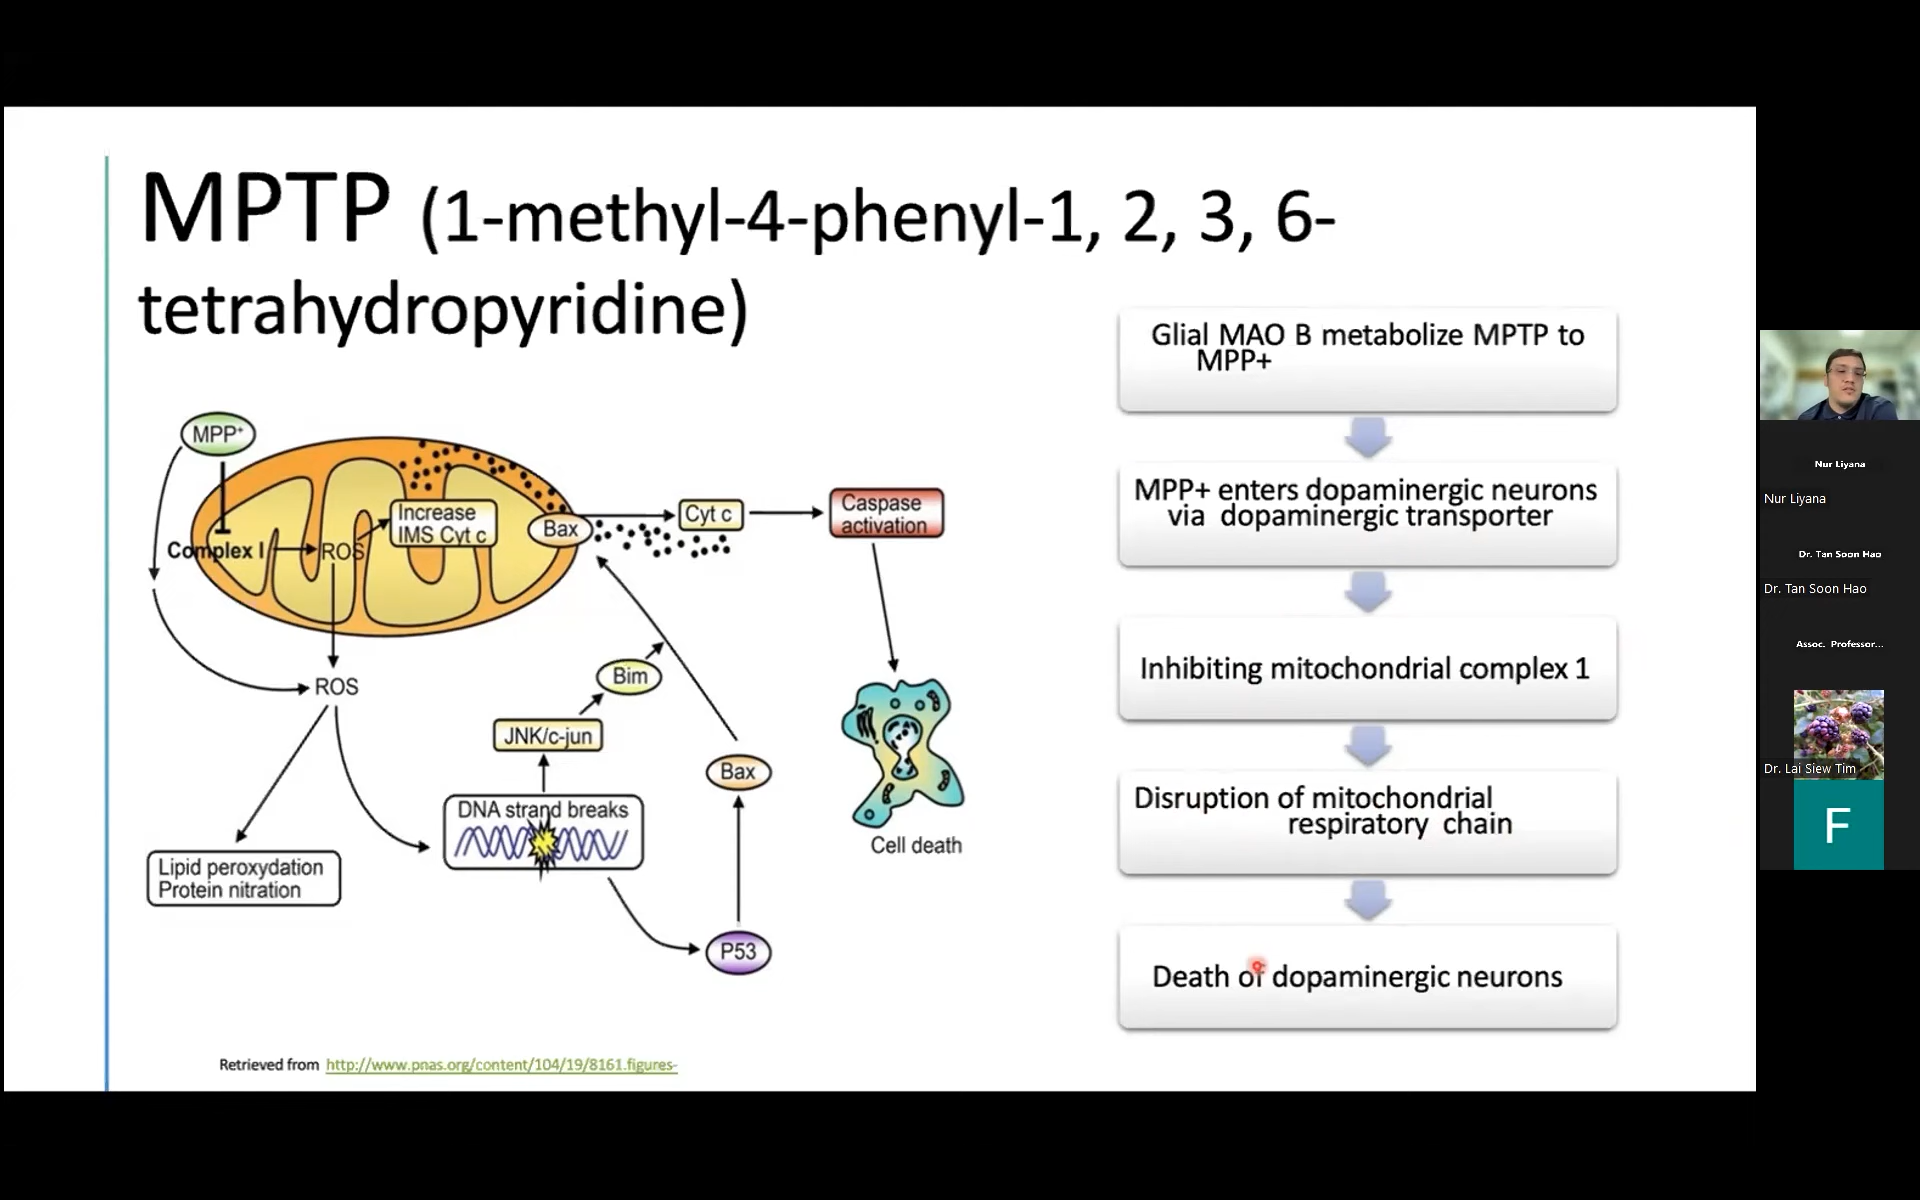 MPTP (1-methyl-4-phenyl-1, 2, 3, 6-
tetrahydropyridine)
MPP+
Complex I
ROS
Increase
IMS Cyt c
Bax
Cyt c
Caspase
activation
ROS
Bim
JNK/c-jun
Bax
DNA strand breaks
Lipid peroxydation
Protein nitration
P53
Cell death
Retrieved from http://www.pnas.org/content/104/19/8161.figures-
Glial MAO B metabolize MPTP to
MPP+
MPP+ enters dopaminergic neurons
via dopaminergic transporter
Inhibiting mitochondrial complex 1
Disruption of mitochondrial
respiratory chain
Death of dopaminergic neurons
Nur Liyana
Nur Liyana
Dr. Tan Soon Hao
Dr. Tan Soon Hao
Assoc. Professor...
Dr. Lai Siew Tim
F